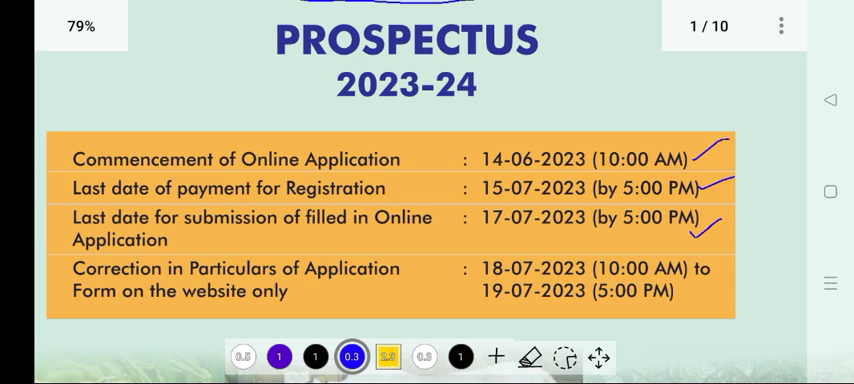 79%
1 / 10
PROSPECTUS
2023-24
Commencement of Online Application : 14-06-2023 (10:00 AM)
Last date of payment for Registration : 15-07-2023 (by 5:00 PM)
Last date for submission of filled in Online : 17-07-2023 (by 5:00 PM)
Application
Correction in Particulars of Application : 18-07-2023 (10:00 AM) to
Form on the website only 19-07-2023 (5:00 PM)
0.5 1 1 0.3 2.3 0.3 1